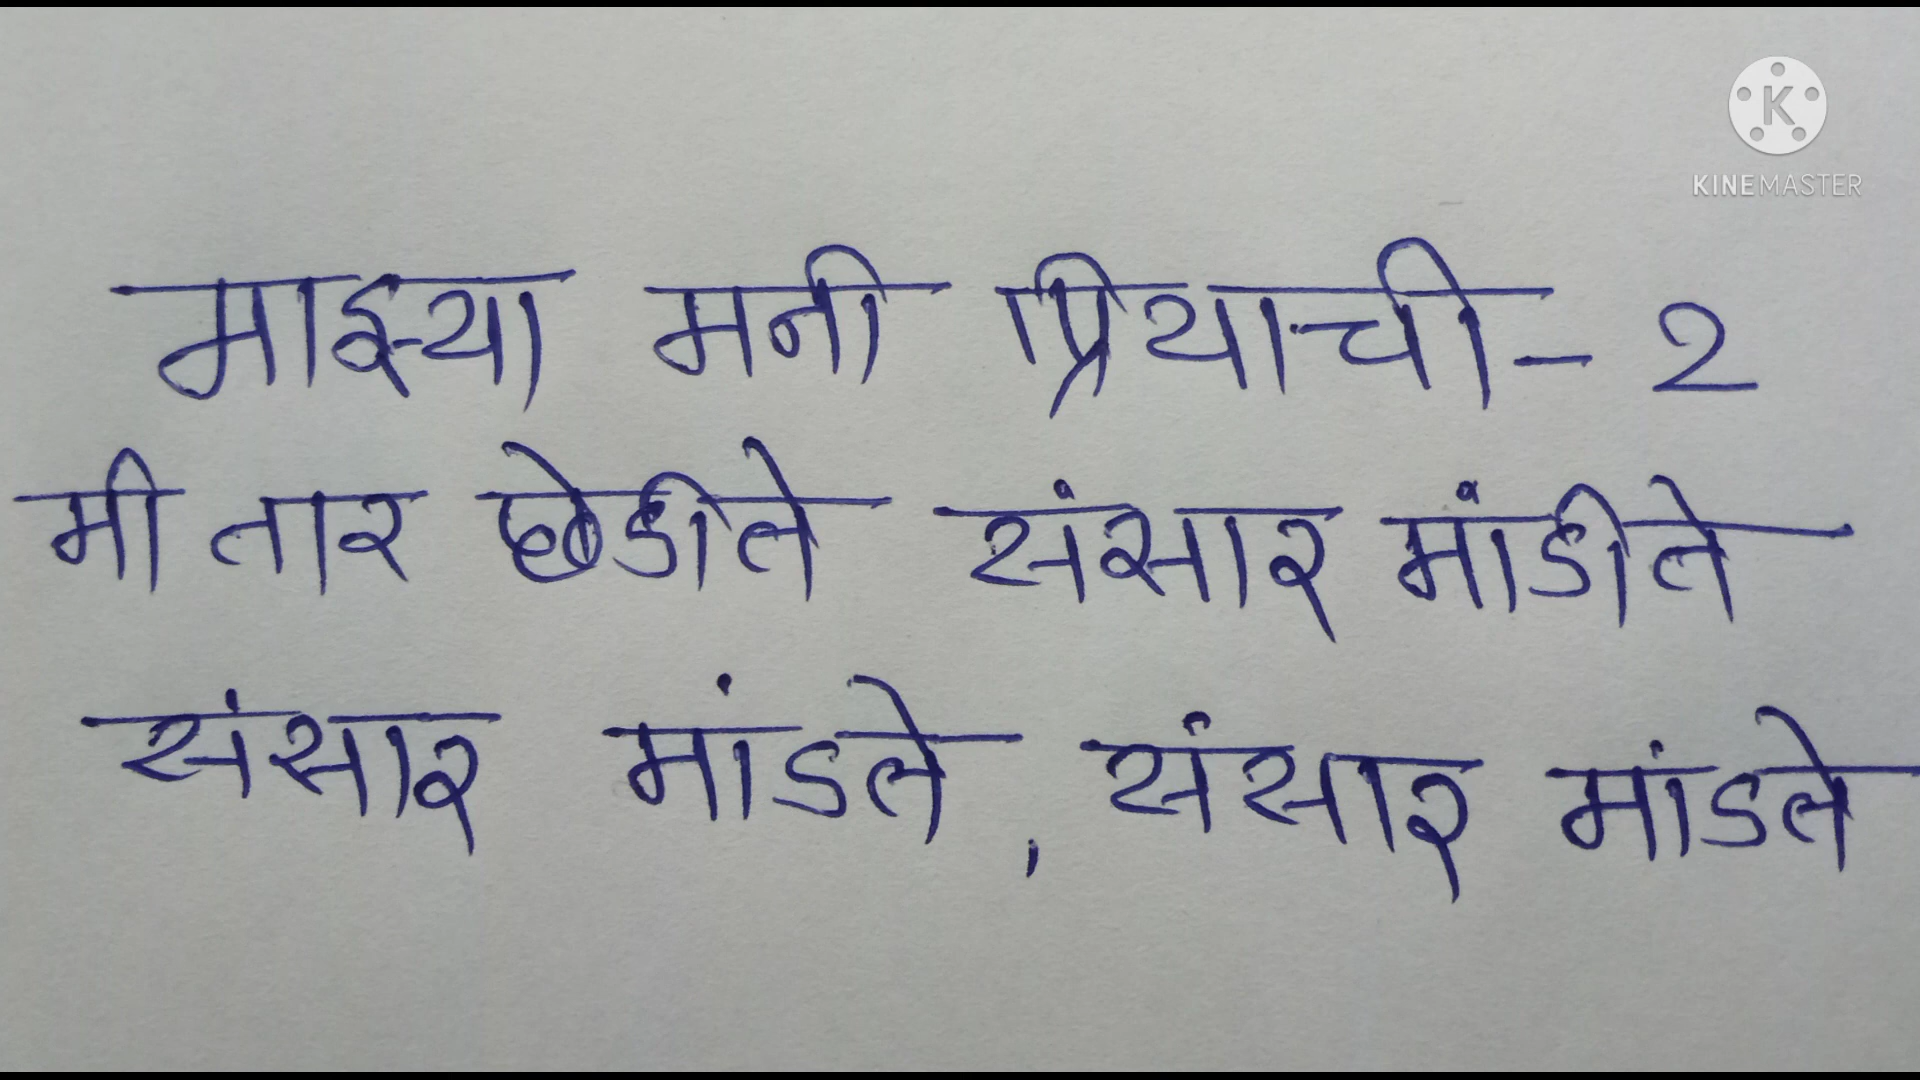 K
KINEMASTER
माझ्या मनी प्रियाची - 2
मी तार छेडीले संसार मांडीले
संसार मांडले, संसार मांडले